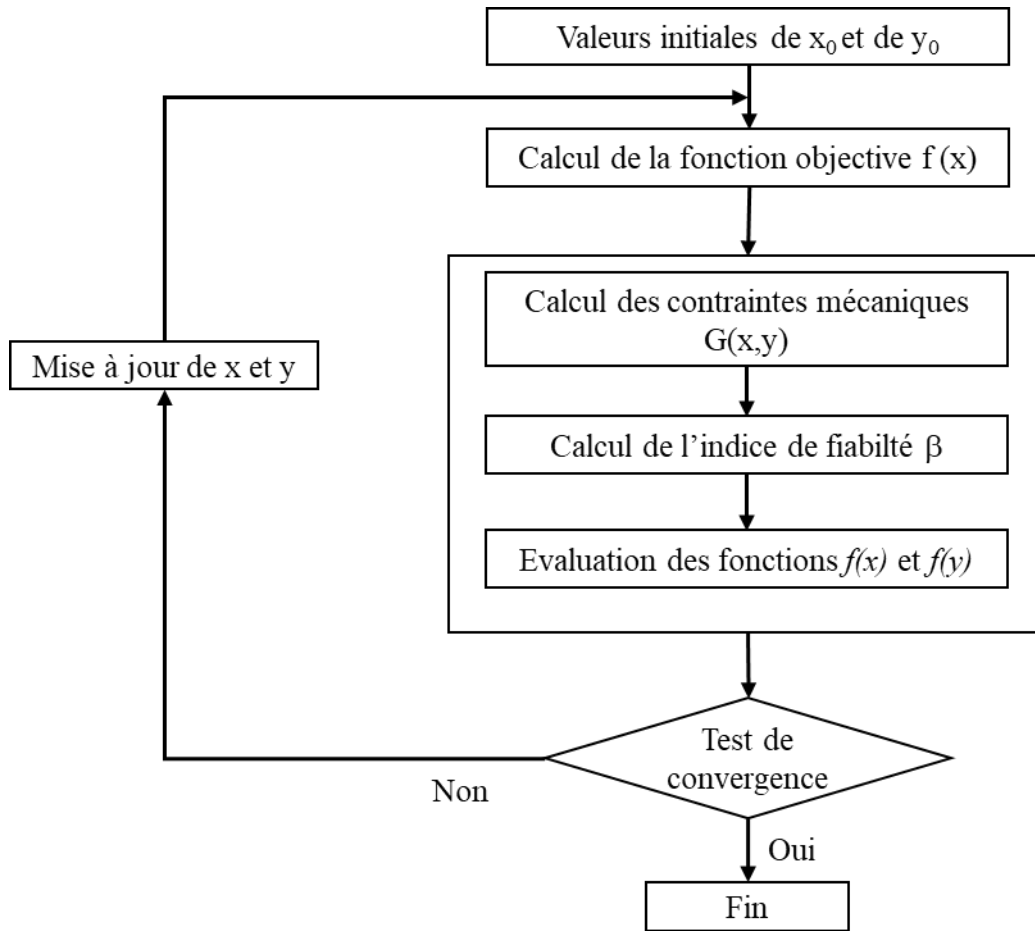 Valeurs initiales de x₀ et de y₀
Calcul de la fonction objective f (x)
Calcul des contraintes mécaniques
G(x,y)
Mise à jour de x et y
Calcul de l’indice de fiabilté β
Evaluation des fonctions f(x) et f(y)
Test de
convergence
Non
Oui
Fin